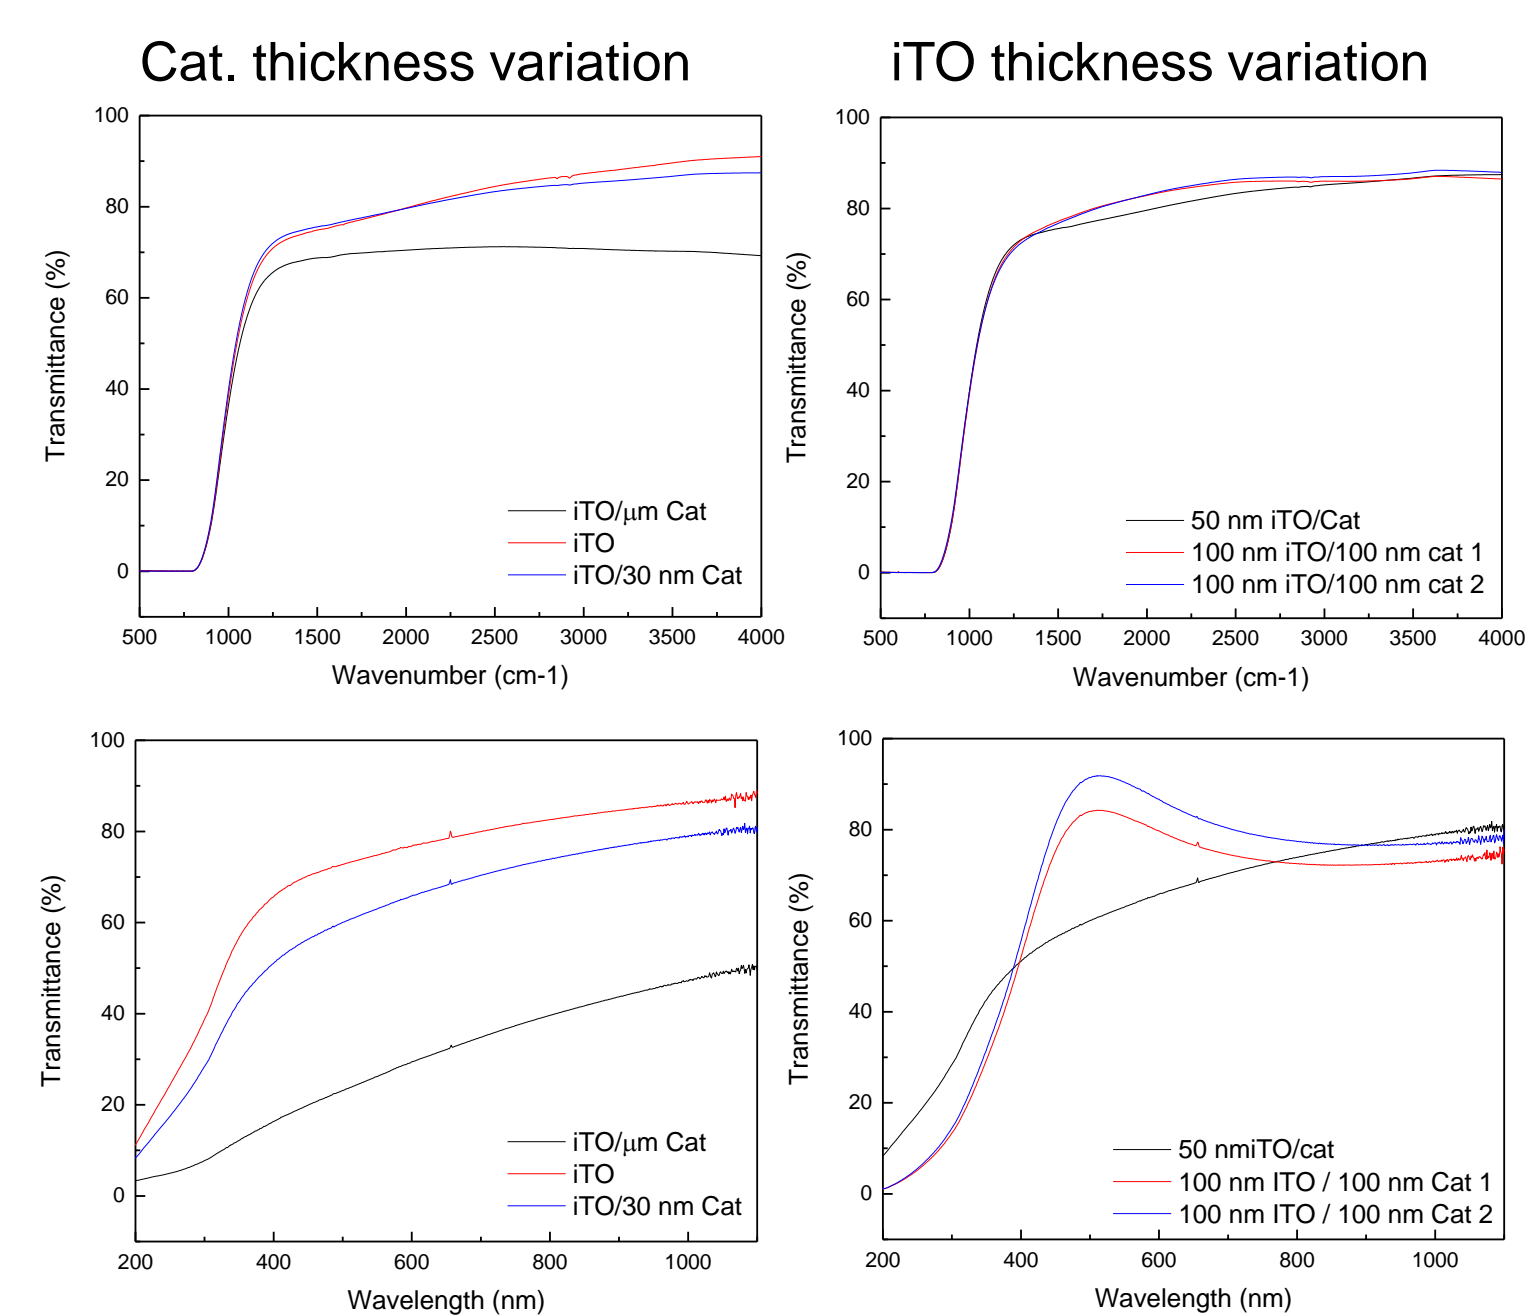 Cat. thickness variation
iTO thickness variation
100
80
60
40
20
0
Transmittance (%)
iTO/μm Cat
iTO
iTO/30 nm Cat
500 1000 1500 2000 2500 3000 3500 4000
Wavenumber (cm-1)
100
80
60
40
20
0
Transmittance (%)
50 nm iTO/Cat
100 nm iTO/100 nm cat 1
100 nm iTO/100 nm cat 2
500 1000 1500 2000 2500 3000 3500 4000
Wavenumber (cm-1)
100
80
60
40
20
0
Transmittance (%)
iTO/μm Cat
iTO
iTO/30 nm Cat
200 400 600 800 1000
Wavelength (nm)
100
80
60
40
20
0
Transmittance (%)
50 nmiTO/cat
100 nm ITO / 100 nm Cat 1
100 nm ITO / 100 nm Cat 2
200 400 600 800 1000
Wavelength (nm)